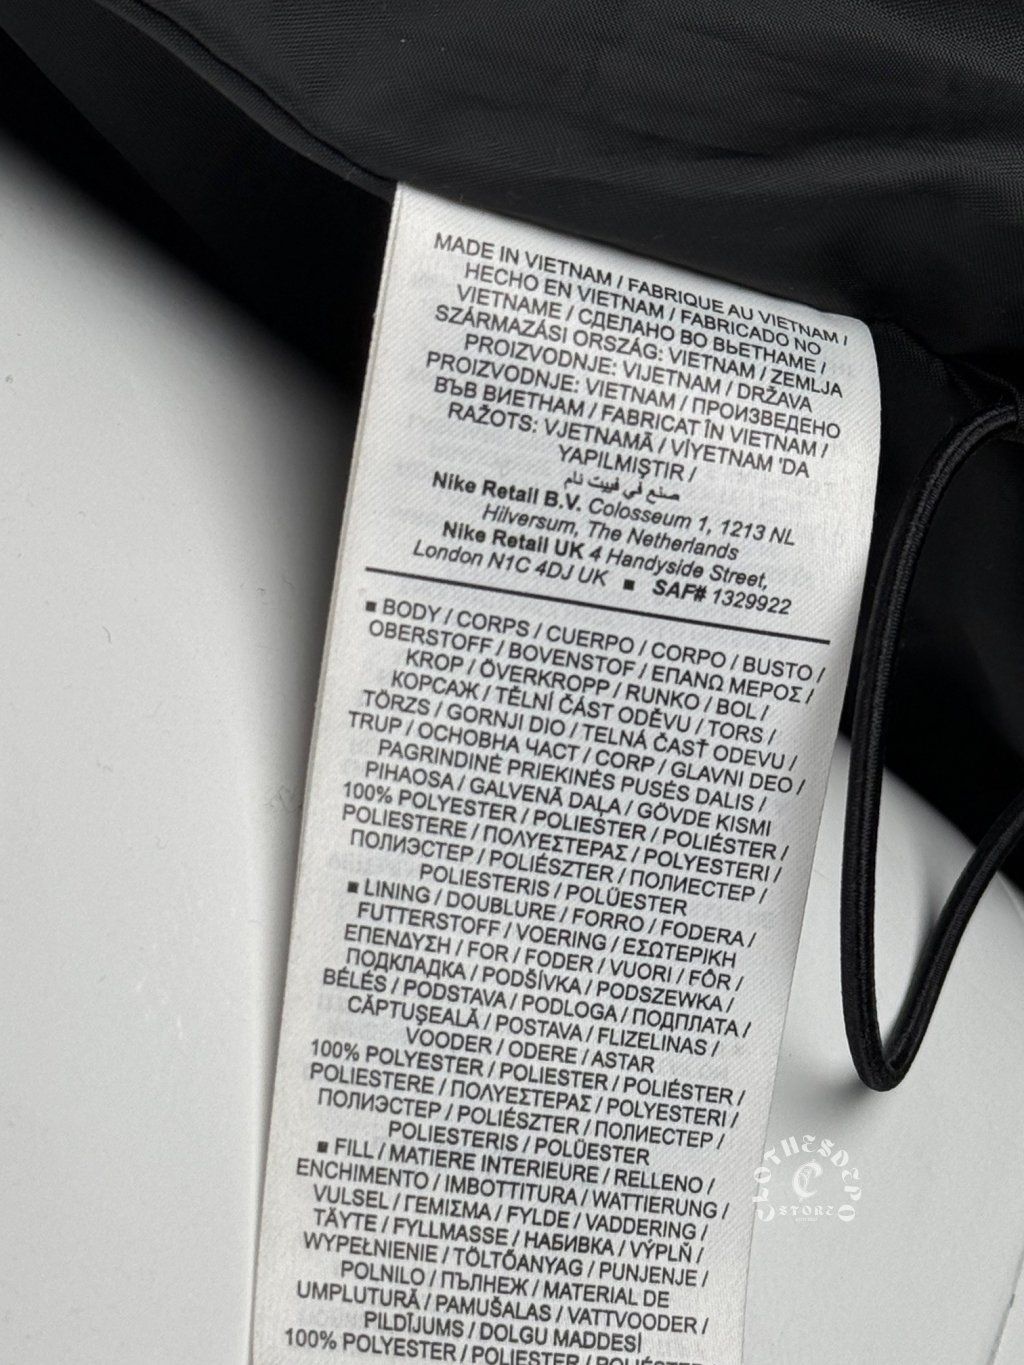 MADE IN VIETNAM / FABRIQUE AU VIETNAM /
HECHO EN VIETNAM / FABRICADO NO
VIETNAME / СДЕЛАНО ВО ВЬЕТНАМЕ /
SZÁRMAZÁSI ORSZÁG: VIETNAM / ZEMLJA
PROIZVODNJE: VIJETNAM / DRŽAVA
PROIZVODNJE: VIETNAM / ПРОИЗВЕДЕНО
ВЪВ ВИЕТНАМ / FABRICAT ÎN VIETNAM /
RAŽOTS: VJETNAMĀ / VİYETNAM 'DA
YAPILMIŞTIR /
صنع في فييت نام
Nike Retail B.V. Colosseum 1, 1213 NL
Hilversum, The Netherlands
Nike Retail UK 4 Handyside Street,
London N1C 4DJ UK ■ SAF# 1329922
■ BODY / CORPS / CUERPO / CORPO / BUSTO /
OBERSTOFF / BOVENSTOF / ΕΠΑΝΩ ΜΕΡΟΣ /
KROP / ÖVERKROPP / RUNKO / BOL /
КОРСАЖ / TĚLNÍ ČÁST ODĚVU / TORS /
TÖRZS / GORNJI DIO / TELNÁ ČASŤ ODEVU /
TRUP / ОСНОВНА ЧАСТ / CORP / GLAVNI DEO /
PAGRINDINĖ PRIEKINĖS PUSĖS DALIS /
PIHAOSA / GALVENĀ DAĻA / GÖVDE KISMI
100% POLYESTER / POLIESTER / POLIÉSTER /
POLIESTERE / ΠΟΛΥΕΣΤΕΡΑΣ / POLYESTERI /
ПОЛИЭСТЕР / POLIÉSZTER / ПОЛИЕСТЕР /
POLIESTERIS / POLÜESTER
■ LINING / DOUBLURE / FORRO / FODERA /
FUTTERSTOFF / VOERING / ΕΣΩΤΕΡΙΚΗ
ΕΠΕΝΔΥΣΗ / FOR / FODER / VUORI / FÔR /
ПОДКЛАДКА / PODŠÍVKA / PODSZEWKA /
BÉLÉS / PODSTAVA / PODLOGA / ПОДПЛАТА /
CĂPTUŞEALĂ / POSTAVA / FLIZELINAS /
VOODER / ODERE / ASTAR
100% POLYESTER / POLIESTER / POLIÉSTER /
POLIESTERE / ΠΟΛΥΕΣΤΕΡΑΣ / POLYESTERI /
ПОЛИЭСТЕР / POLIÉSZTER / ПОЛИЕСТЕР /
POLIESTERIS / POLÜESTER
■ FILL / MATIERE INTERIEURE / RELLENO /
ENCHIMENTO / IMBOTTITURA / WATTIERUNG /
VULSEL / ΓΕΜΙΣΜΑ / FYLDE / VADDERING /
TÄYTE / FYLLMASSE / НАБИВКА / VÝPLŇ /
WYPEŁNIENIE / TÖLTŐANYAG / PUNJENJE /
POLNILO / ПЪЛНЕЖ / MATERIAL DE
UMPLUTURĂ / PAMUŠALAS / VATTVOODER /
PILDĪJUMS / DOLGU MADDESİ
100% POLYESTER / POLIESTER /
CLOTHESDEPO
STORE